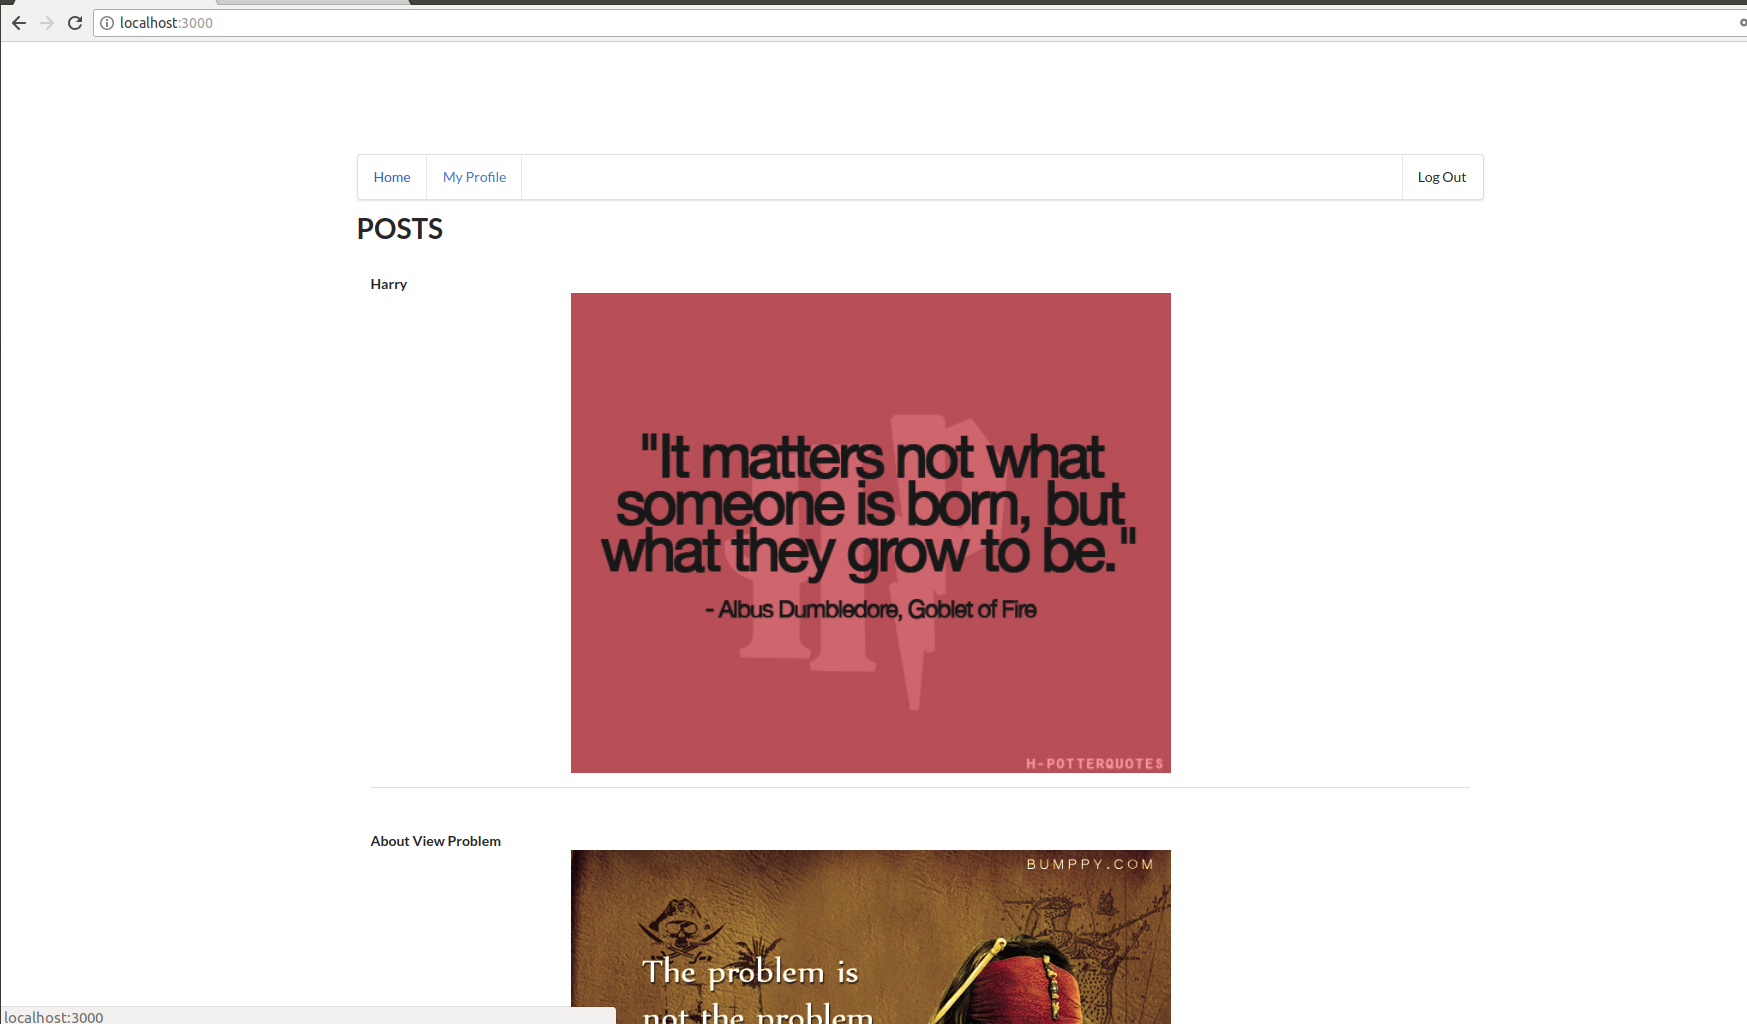 localhost:3000
Home
My Profile
Log Out
POSTS
Harry
"It matters not what
someone is born, but
what they grow to be."
- Albus Dumbledore, Goblet of Fire
H-POTTERQUOTES
About View Problem
BUMPPY.COM
The problem is
not the problem
localhost:3000